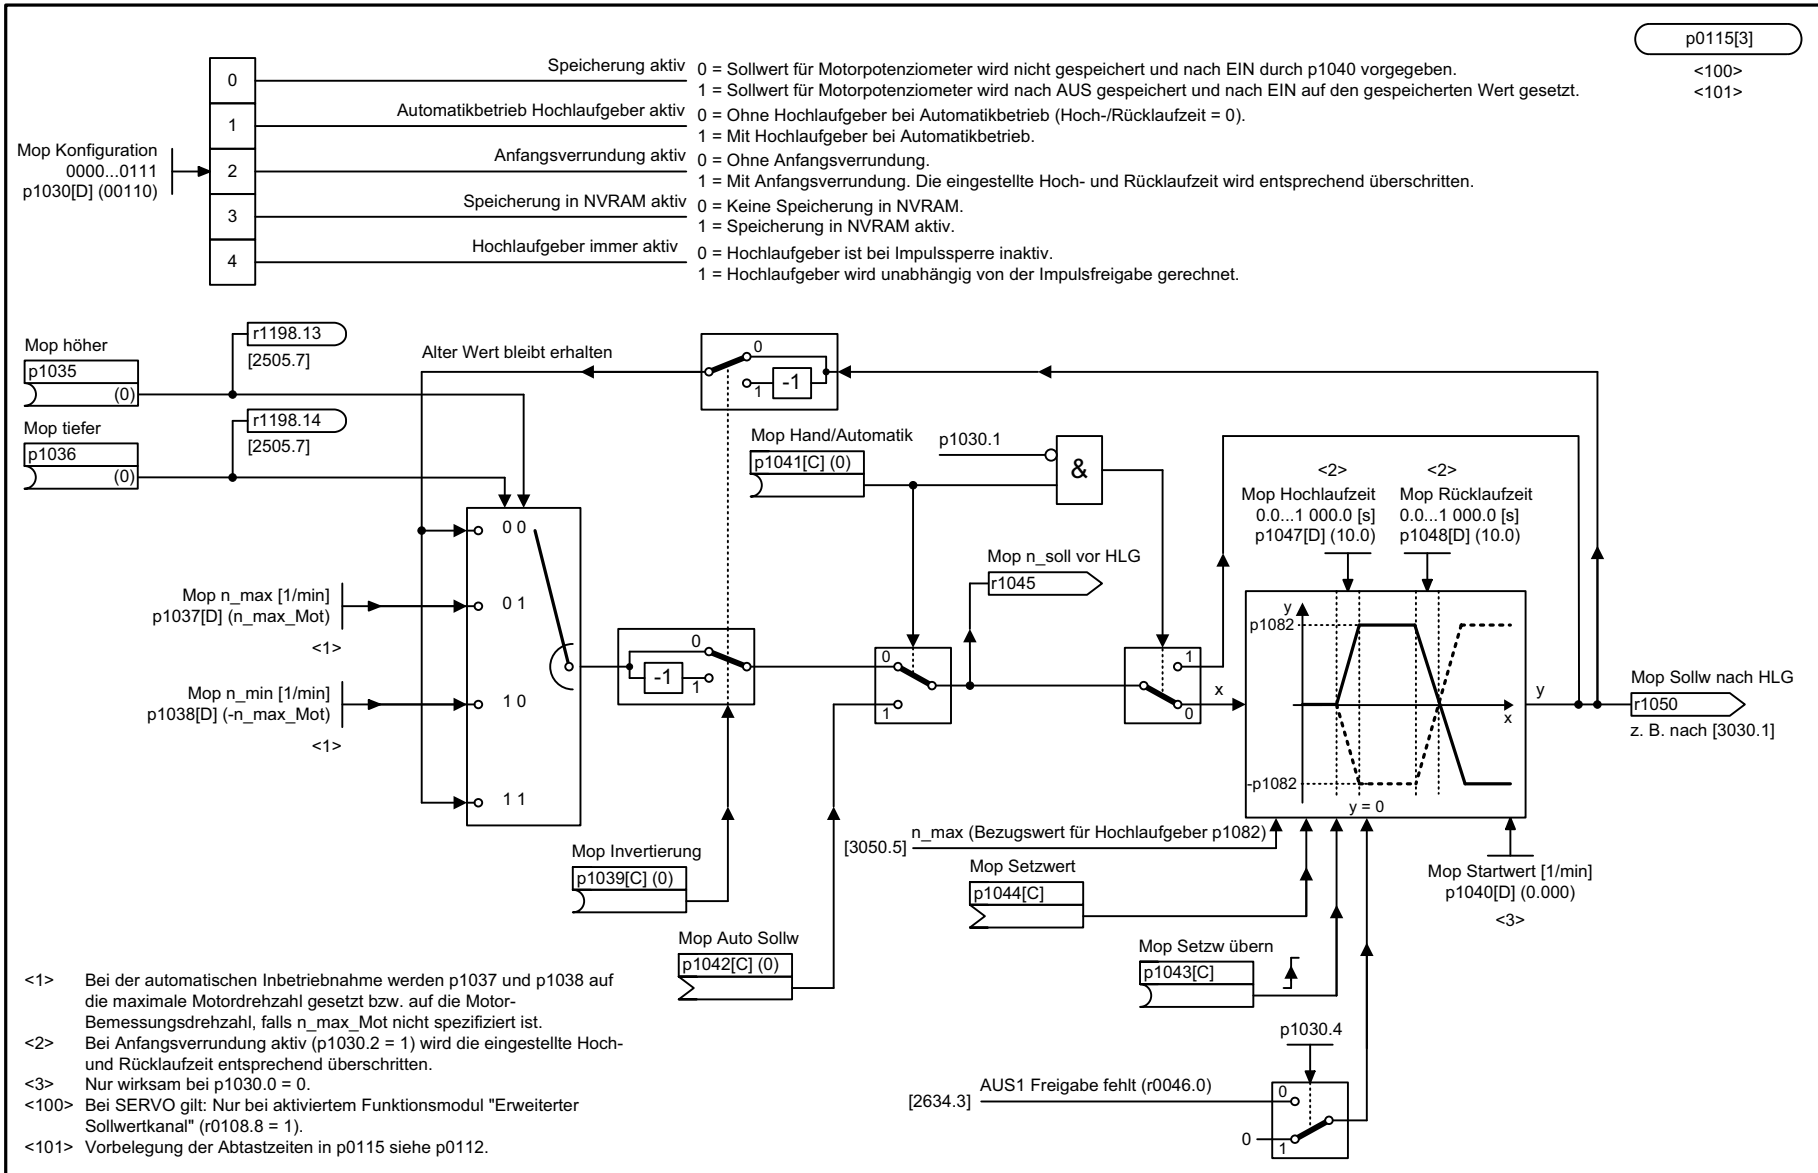 p0115[3]
<100>
<101>
0
1
2
3
4
Mop Konfiguration
0000...0111
p1030[D] (00110)
Speicherung aktiv
0 = Sollwert für Motorpotenziometer wird nicht gespeichert und nach EIN durch p1040 vorgegeben.
1 = Sollwert für Motorpotenziometer wird nach AUS gespeichert und nach EIN auf den gespeicherten Wert gesetzt.
Automatikbetrieb Hochlaufgeber aktiv
0 = Ohne Hochlaufgeber bei Automatikbetrieb (Hoch-/Rücklaufzeit = 0).
1 = Mit Hochlaufgeber bei Automatikbetrieb.
Anfangsverrundung aktiv
0 = Ohne Anfangsverrundung.
1 = Mit Anfangsverrundung. Die eingestellte Hoch- und Rücklaufzeit wird entsprechend überschritten.
Speicherung in NVRAM aktiv
0 = Keine Speicherung in NVRAM.
1 = Speicherung in NVRAM aktiv.
Hochlaufgeber immer aktiv
0 = Hochlaufgeber ist bei Impulssperre inaktiv.
1 = Hochlaufgeber wird unabhängig von der Impulsfreigabe gerechnet.
Mop höher
p1035
(0)
r1198.13
[2505.7]
Mop tiefer
p1036
(0)
r1198.14
[2505.7]
Alter Wert bleibt erhalten
0
1
-1
Mop Hand/Automatik
p1041[C] (0)
p1030.1
&
<2>
Mop Hochlaufzeit
0.0...1 000.0 [s]
p1047[D] (10.0)
<2>
Mop Rücklaufzeit
0.0...1 000.0 [s]
p1048[D] (10.0)
0 0
0 1
1 0
1 1
Mop n_max [1/min]
p1037[D] (n_max_Mot)
<1>
Mop n_min [1/min]
p1038[D] (-n_max_Mot)
<1>
0
-1
1
0
1
Mop n_soll vor HLG
r1045
1
0
x
y
p1082
x
-p1082
y = 0
y
Mop Sollw nach HLG
r1050
z. B. nach [3030.1]
Mop Invertierung
p1039[C] (0)
Mop Auto Sollw
p1042[C] (0)
[3050.5]
n_max (Bezugswert für Hochlaufgeber p1082)
Mop Setzwert
p1044[C]
Mop Startwert [1/min]
p1040[D] (0.000)
<3>
Mop Setzw übern
p1043[C]
p1030.4
[2634.3]
AUS1 Freigabe fehlt (r0046.0)
0
0
1
<1> Bei der automatischen Inbetriebnahme werden p1037 und p1038 auf
die maximale Motordrehzahl gesetzt bzw. auf die Motor-
Bemessungsdrehzahl, falls n_max_Mot nicht spezifiziert ist.
<2> Bei Anfangsverrundung aktiv (p1030.2 = 1) wird die eingestellte Hoch-
und Rücklaufzeit entsprechend überschritten.
<3> Nur wirksam bei p1030.0 = 0.
<100> Bei SERVO gilt: Nur bei aktiviertem Funktionsmodul "Erweiterter
Sollwertkanal" (r0108.8 = 1).
<101> Vorbelegung der Abtastzeiten in p0115 siehe p0112.